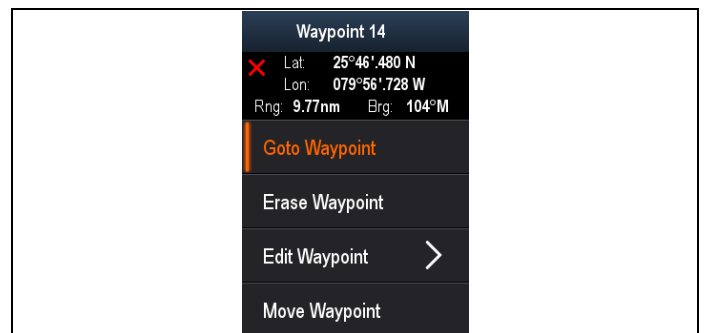 Waypoint 14
Lat: 25°46'.480 N
Lon: 079°56'.728 W
Rng: 9.77nm Brg: 104°M
Goto Waypoint
Erase Waypoint
Edit Waypoint
Move Waypoint